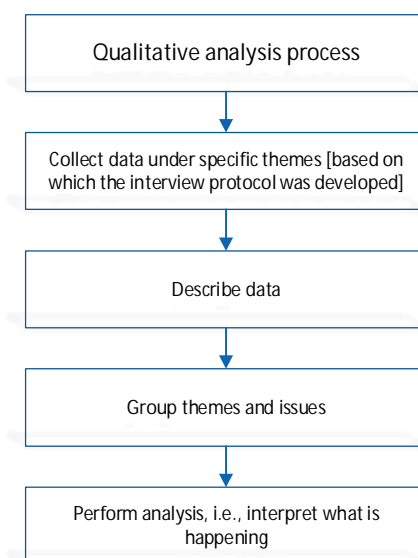 Qualitative analysis process
Collect data under specific themes [based on
which the interview protocol was developed]
Describe data
Group themes and issues
Perform analysis, i.e., interpret what is
happening